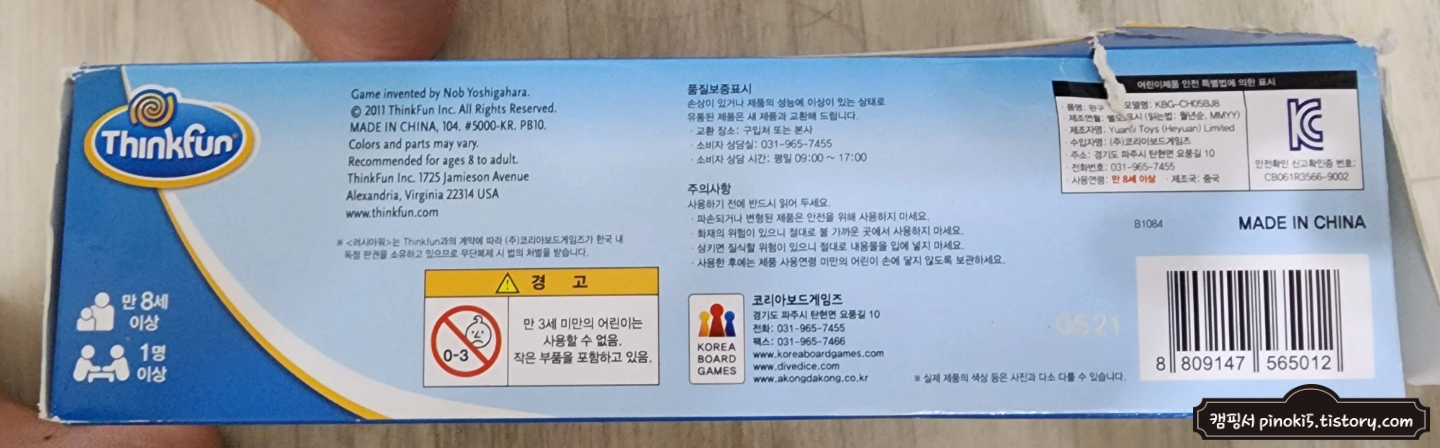 Thinkfun
만 8세
이상
1명
이상
Game invented by Nob Yoshigahara.
© 2011 ThinkFun Inc. All Rights Reserved.
MADE IN CHINA, 104. #5000-KR. PB10.
Colors and parts may vary.
Recommended for ages 8 to adult.
ThinkFun Inc. 1725 Jamieson Avenue
Alexandria, Virginia 22314 USA
www.thinkfun.com
※ <러시아워>는 Thinkfun과의 계약에 따라 (주)코리아보드게임즈가 한국 내
독점 판권을 소유하고 있으므로 무단복제 시 법의 처벌을 받습니다.
경 고
0-3
만 3세 미만의 어린이는
사용할 수 없음.
작은 부품을 포함하고 있음.
품질보증표시
손상이 있거나 제품의 성능에 이상이 있는 상태로
유통된 제품은 새 제품과 교환해 드립니다.
· 교환 장소: 구입처 또는 본사
· 소비자 상담실: 031-965-7455
· 소비자 상담 시간: 평일 09:00 ~ 17:00
주의사항
사용하기 전에 반드시 읽어 두세요.
· 파손되거나 변형된 제품은 안전을 위해 사용하지 마세요.
· 화재의 위험이 있으니 절대로 불 가까운 곳에서 사용하지 마세요.
· 삼키면 질식할 위험이 있으니 절대로 내용물을 입에 넣지 마세요.
· 사용한 후에는 제품 사용연령 미만의 어린이 손에 닿지 않도록 보관하세요.
KOREA
BOARD
GAMES
코리아보드게임즈
경기도 파주시 탄현면 요풍길 10
전화: 031-965-7455
팩스: 031-965-7466
www.koreaboardgames.com
www.divedice.com
www.akongdakong.co.kr
※ 실제 제품의 색상 등은 사진과 다소 다를 수 있습니다.
어린이제품 안전 특별법에 의한 표시
· 품명: 완구 · 모델명: KBG-CH05BJ8
· 제조연월: 별도표시 (읽는법: 월년순, MMYY)
· 제조자명: Yuanli Toys (Heyuan) Limited
· 수입자명: (주)코리아보드게임즈
· 주소: 경기도 파주시 탄현면 요풍길 10
· 전화번호: 031-965-7455
· 사용연령: 만 8세 이상 · 제조국: 중국
안전확인 신고확인증 번호:
CB061R3566-9002
B1084
MADE IN CHINA
0621
8 809147 565012
캠핑서 pinoki5.tistory.com